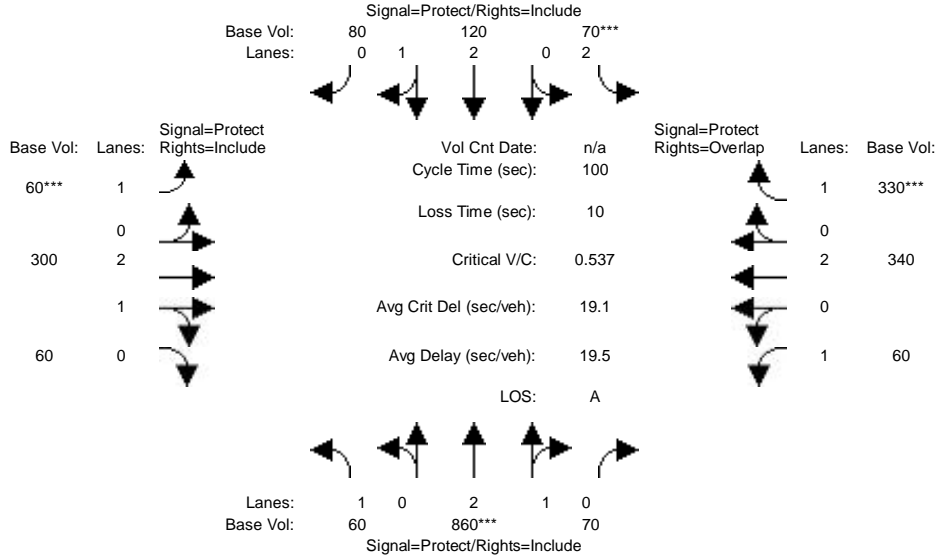 Signal=Protect/Rights=Include
Base Vol: 80 120 70***
Lanes: 0 1 2 0 2
Signal=Protect Signal=Protect
Base Vol: Lanes: Rights=Include Vol Cnt Date: n/a Rights=Overlap Lanes: Base Vol:
Cycle Time (sec): 100
60*** 1 1 330***
Loss Time (sec): 10
0 0
300 2 Critical V/C: 0.537 2 340
1 Avg Crit Del (sec/veh): 19.1 0
60 0 Avg Delay (sec/veh): 19.5 1 60
LOS: A
Lanes: 1 0 2 1 0
Base Vol: 60 860*** 70
Signal=Protect/Rights=Include